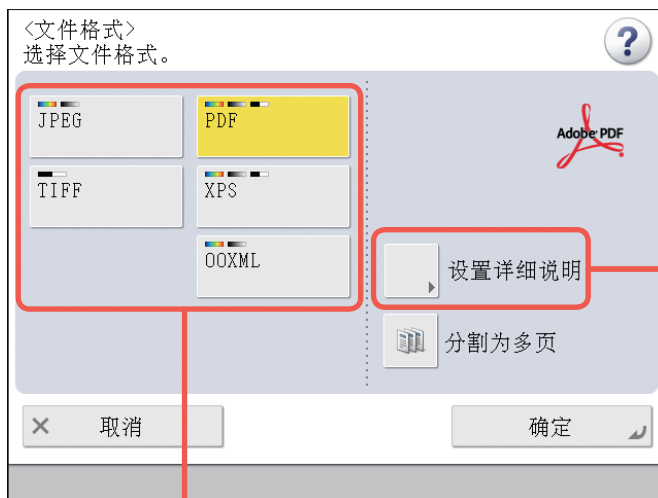 <文件格式>
选择文件格式。
?
JPEG
PDF
Adobe PDF
TIFF
XPS
OOXML
设置详细说明
分割为多页
× 取消
确定